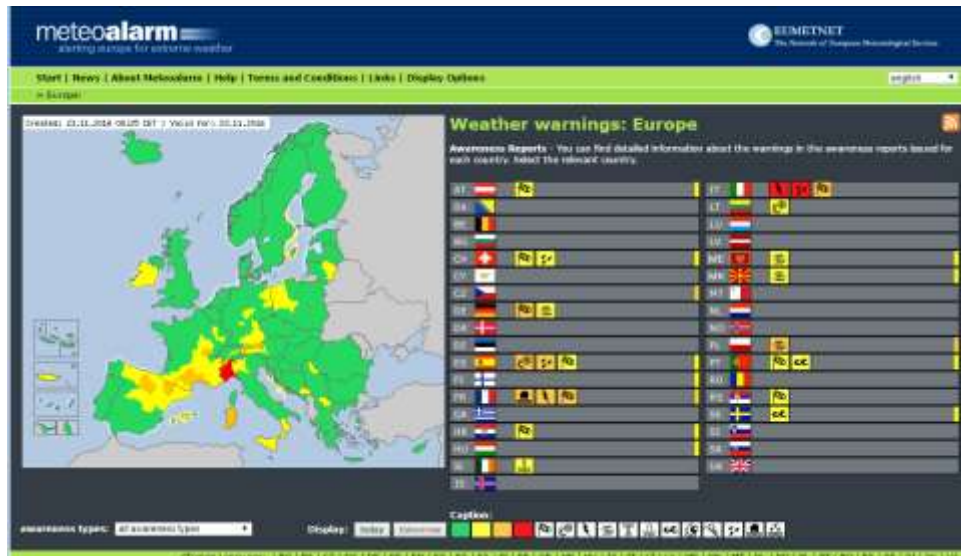 meteoalarm
alerting europe for extreme weather
EUMETNET
The Network of European Meteorological Services
Start | News | About Meteoalarm | Help | Terms and Conditions | Links | Display Options
english
» Europe
Weather warnings: Europe
Awareness Reports - You can find detailed information about the warnings in the awareness reports issued for
each country. Select the relevant country.
AT
IT
BA
LT
BE
LU
BG
LV
CH
ME
CY
MK
CZ
MT
DE
NL
DK
NO
EE
PL
ES
PT
FI
RO
FR
RS
GR
SE
HR
SI
HU
SK
IE
UK
IS
Caption:
awareness types:
all awareness types
Display:
today
tomorrow